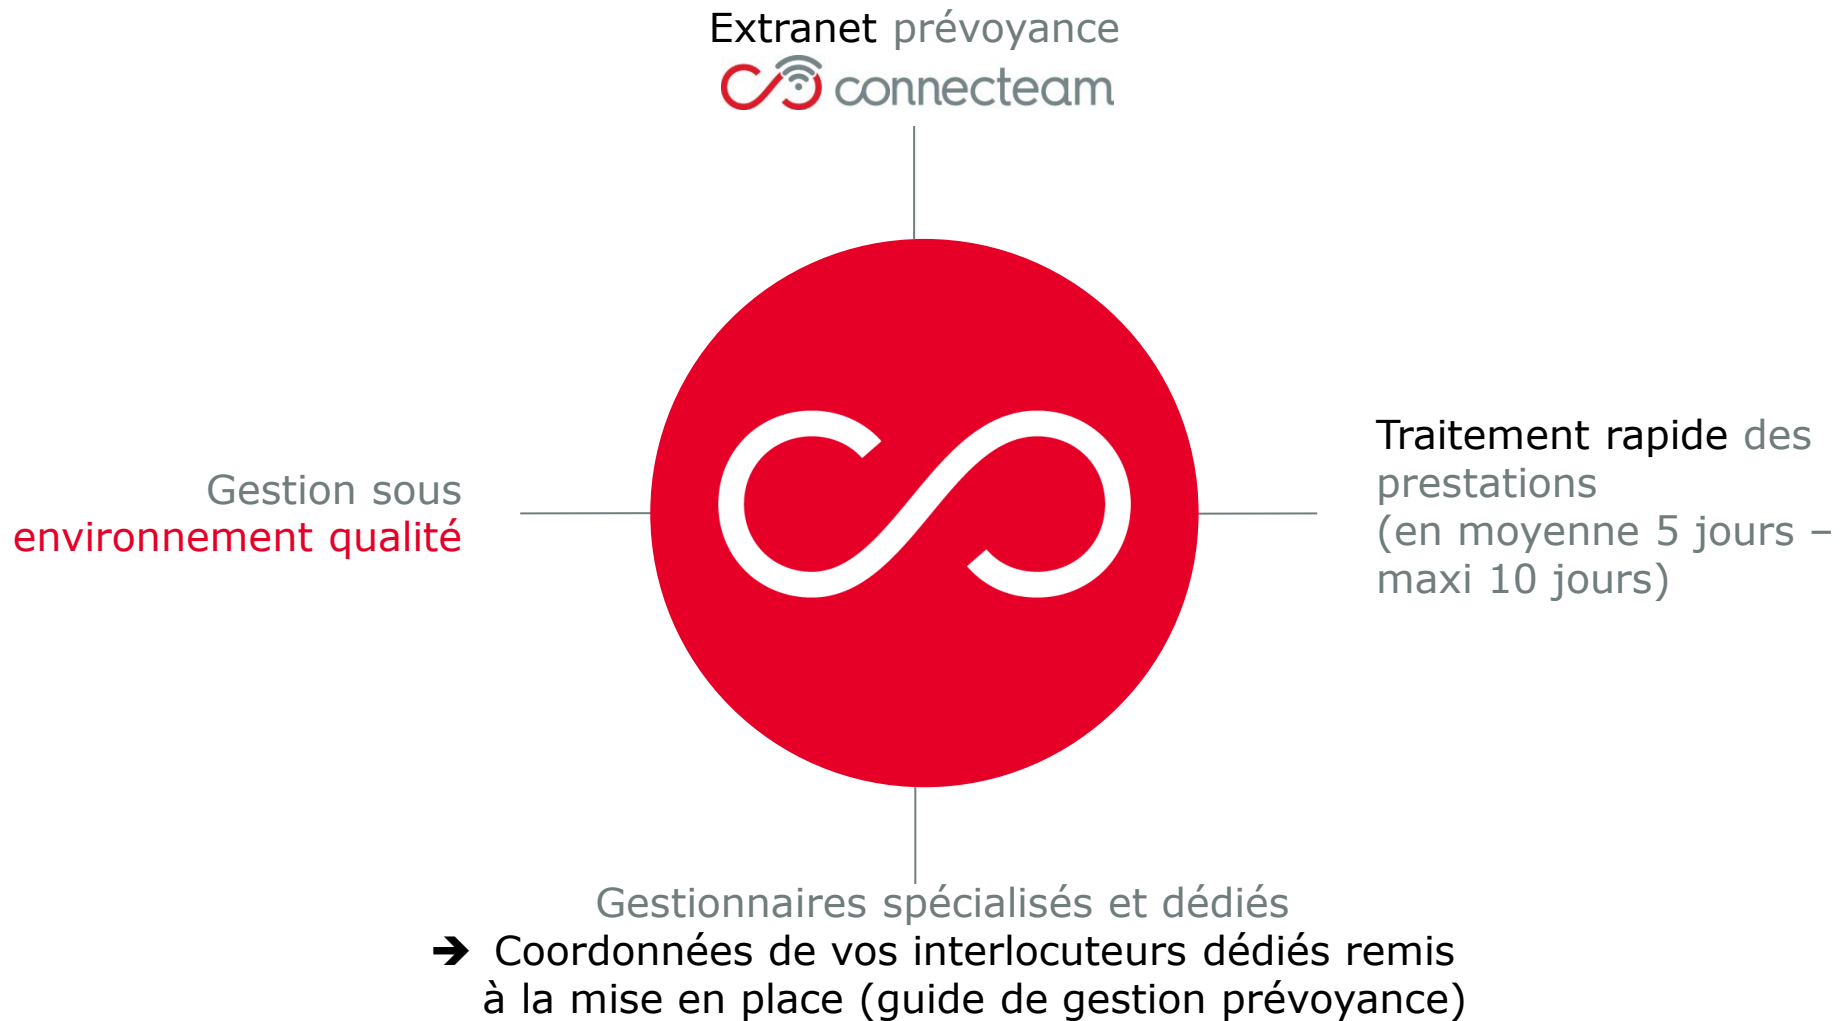 Extranet prévoyance
connecteam
Gestion sous
environnement qualité
Traitement rapide des
prestations
(en moyenne 5 jours –
maxi 10 jours)
Gestionnaires spécialisés et dédiés
➔ Coordonnées de vos interlocuteurs dédiés remis
à la mise en place (guide de gestion prévoyance)